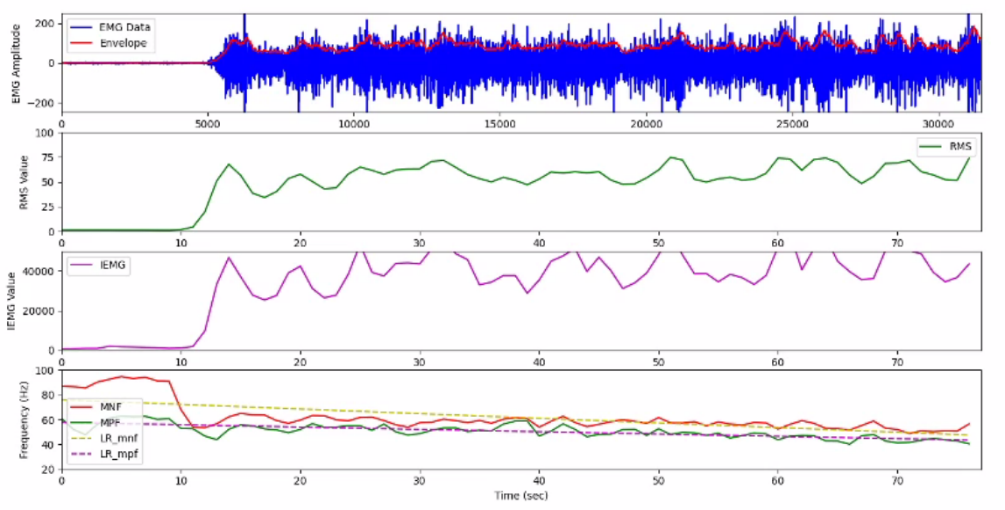 EMG Amplitude
200
0
−200
EMG Data
Envelope
0 5000 10000 15000 20000 25000 30000
RMS Value
100
75
50
25
0
RMS
0 10 20 30 40 50 60 70
IEMG Value
40000
20000
0
IEMG
0 10 20 30 40 50 60 70
Frequency (Hz)
100
80
60
40
20
MNF
MPF
LR_mnf
LR_mpf
0 10 20 30 40 50 60 70
Time (sec)